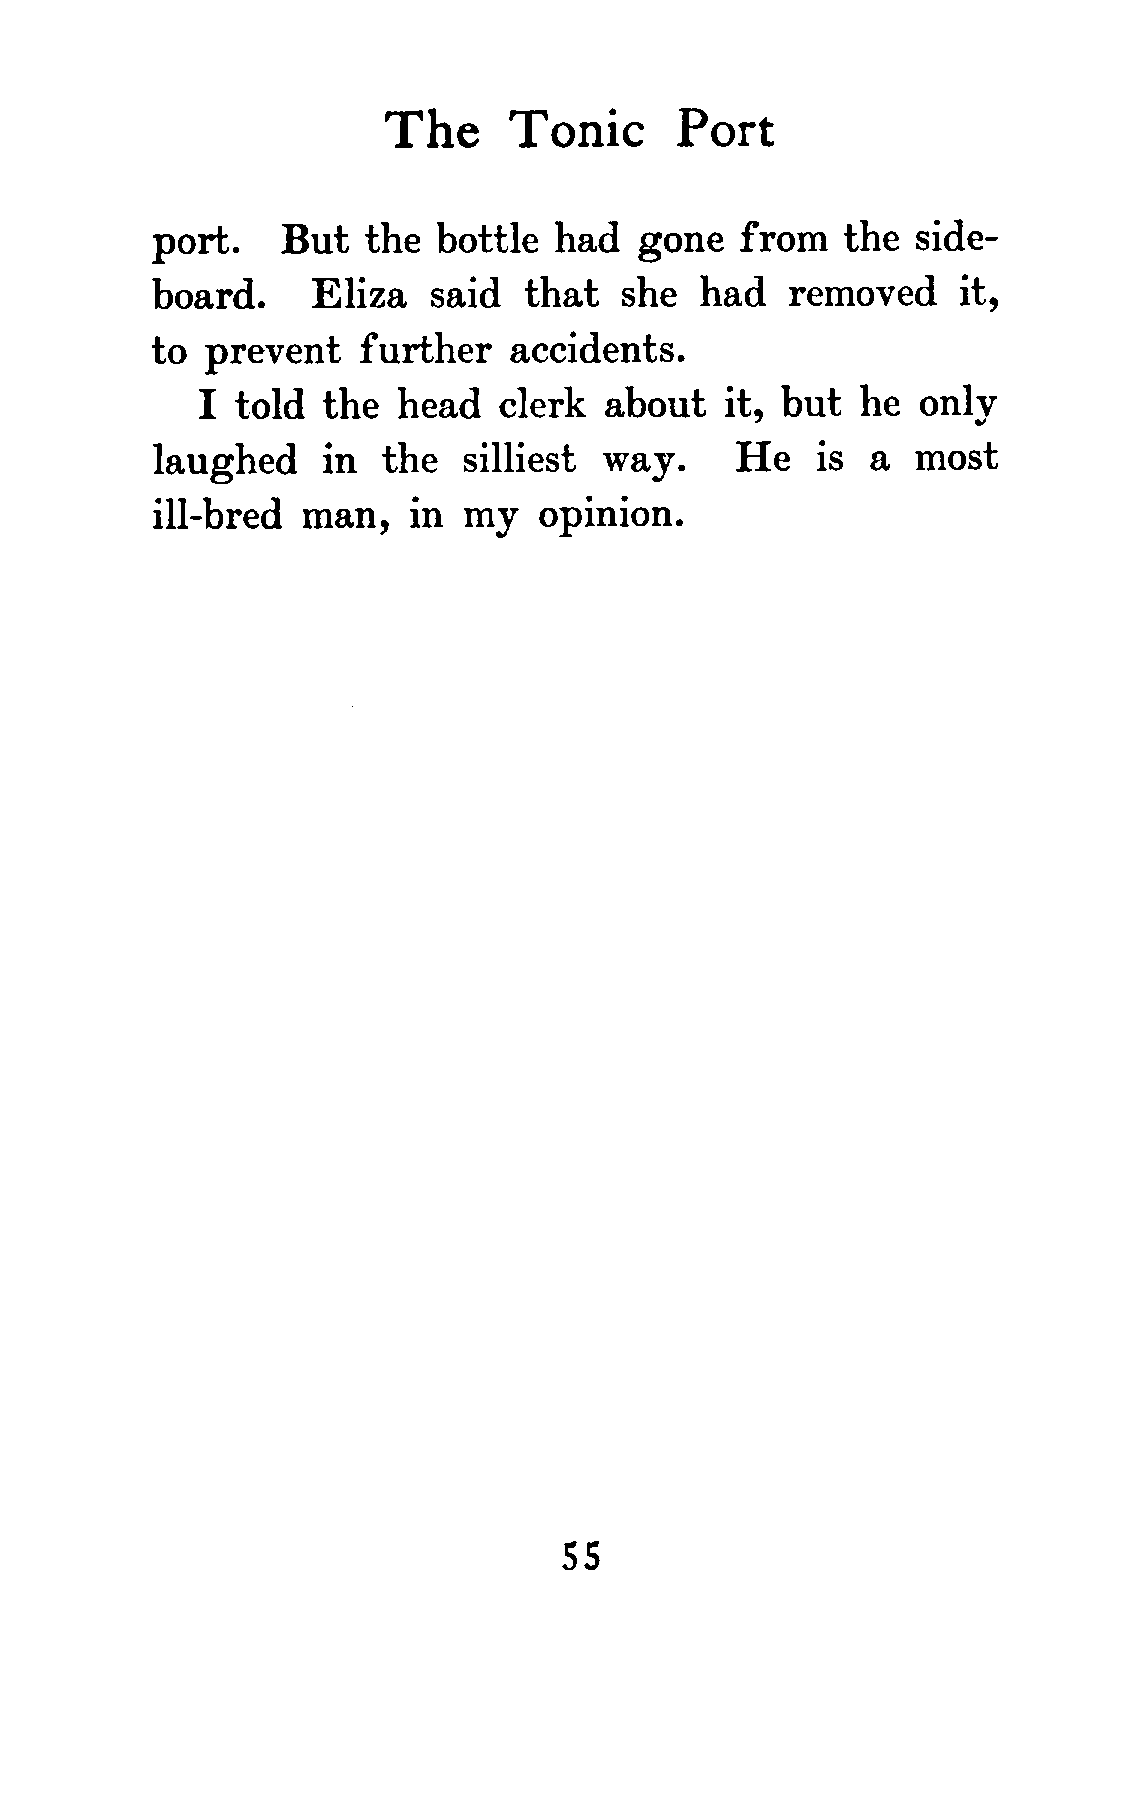 The Tonic Port
port. But the bottle had gone from the side-
board. Eliza said that she had removed it,
to prevent further accidents.
I told the head clerk about it, but he only
laughed in the silliest way. He is a most
ill-bred man, in my opinion.
55